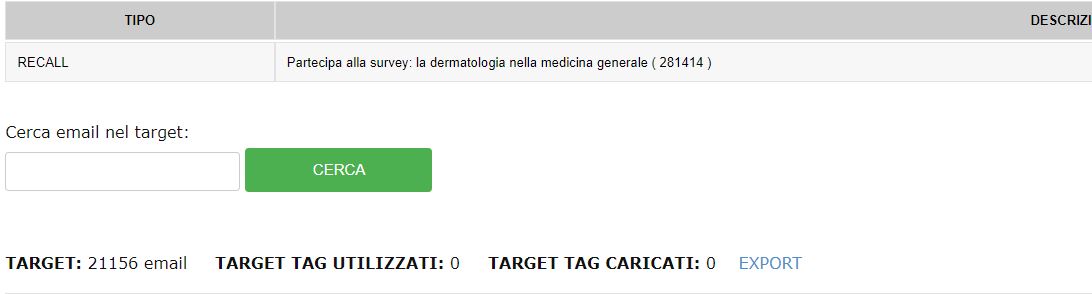 TIPO DESCRIZI
RECALL Partecipa alla survey: la dermatologia nella medicina generale ( 281414 )
Cerca email nel target:
CERCA
TARGET: 21156 email TARGET TAG UTILIZZATI: 0 TARGET TAG CARICATI: 0 EXPORT